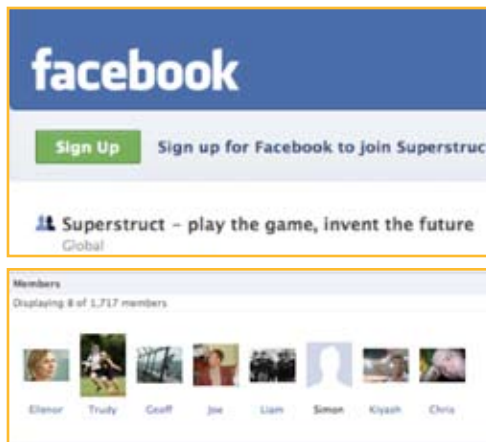 facebook
Sign Up Sign up for Facebook to join Superstruc
Superstruct – play the game, invent the future
Global
Members
Displaying 8 of 1,717 members
Ellenor Trudy Geoff Joe Liam Simon Kiyash Chris